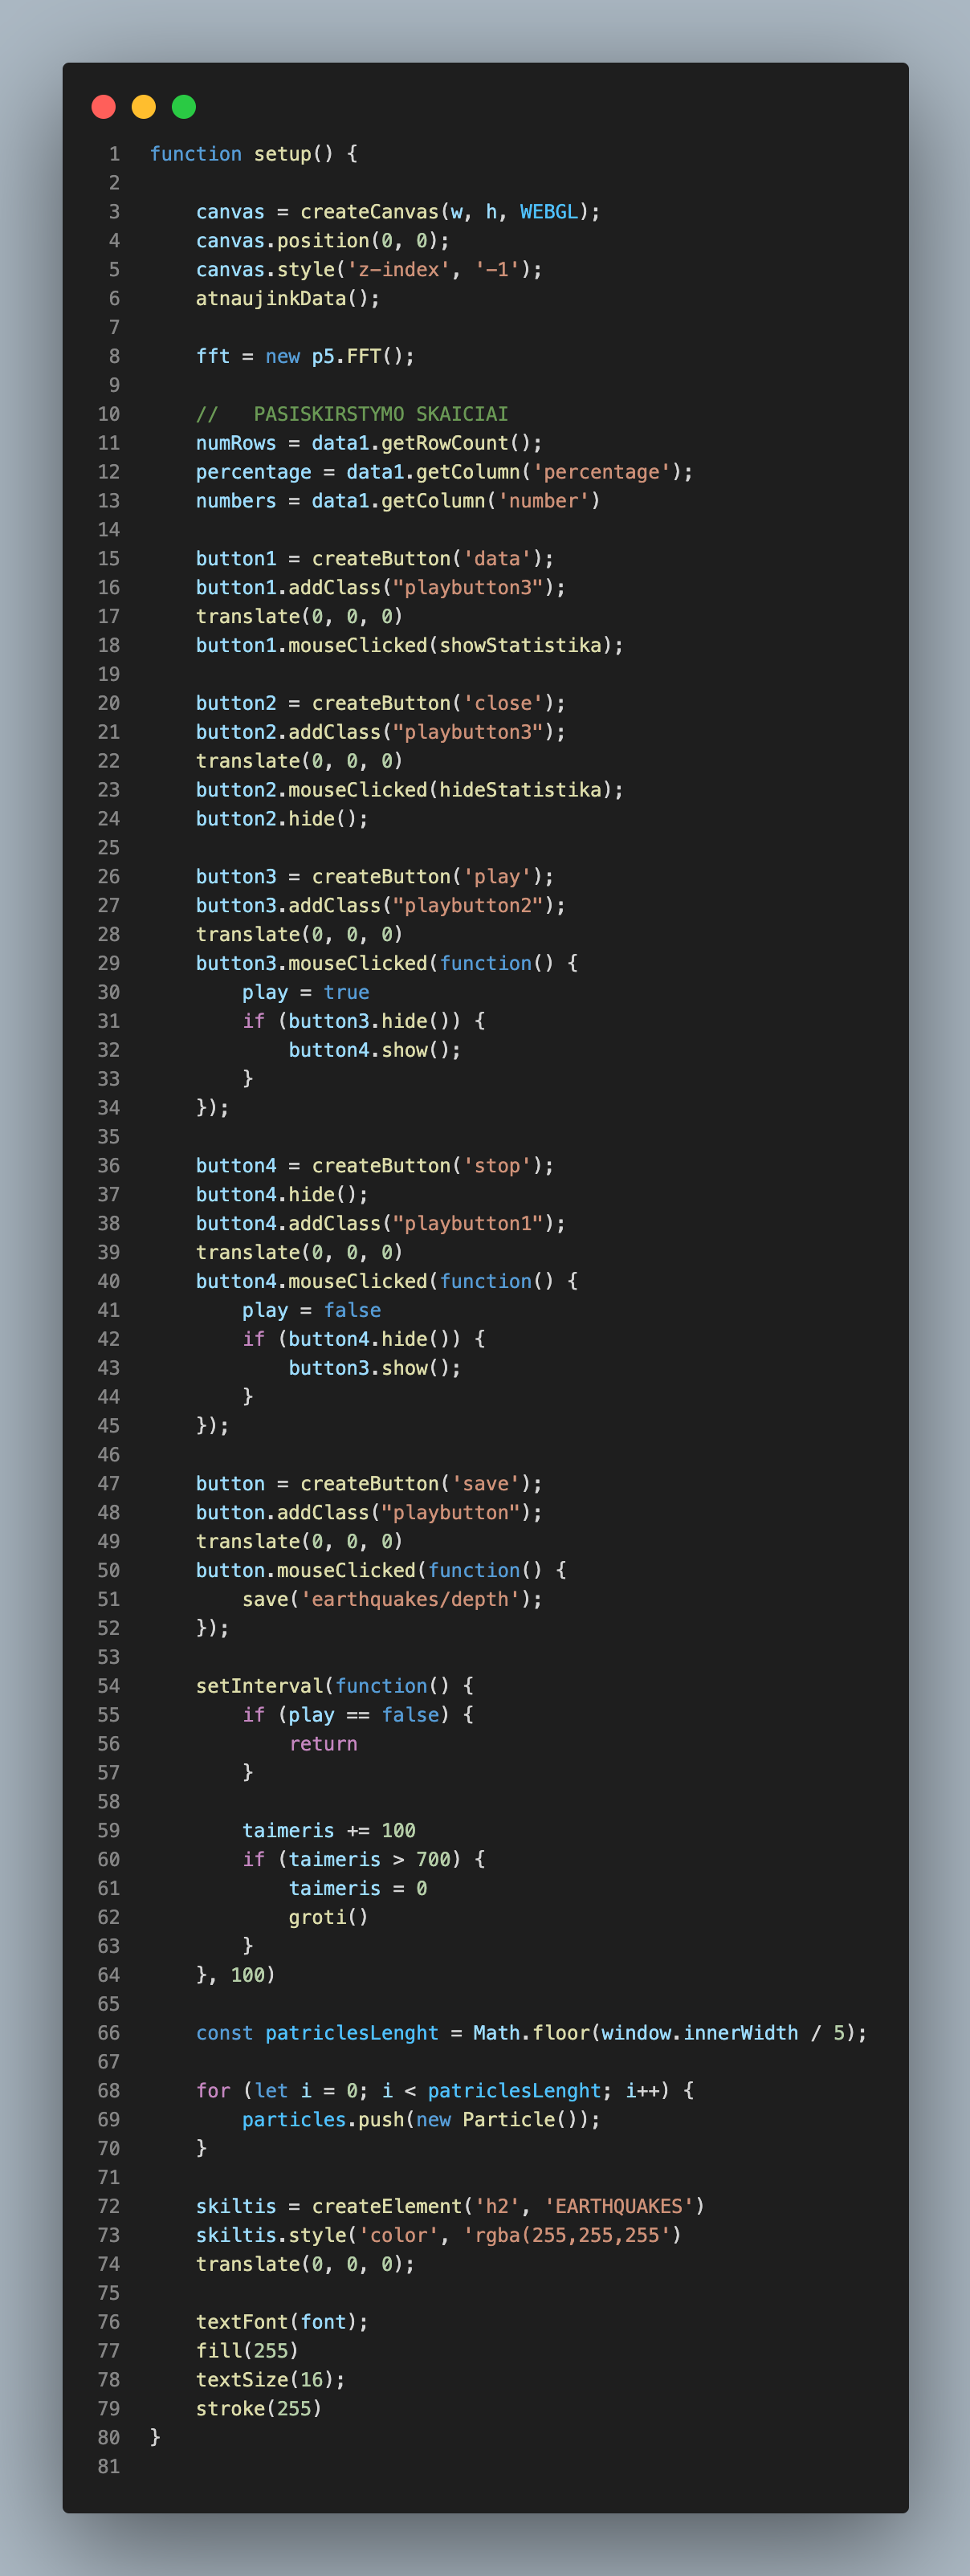 1 function setup() {
2
3     canvas = createCanvas(w, h, WEBGL);
4     canvas.position(0, 0);
5     canvas.style('z-index', '-1');
6     atnaujinkData();
7
8     fft = new p5.FFT();
9
10     //   PASISKIRSTYMO SKAICIAI
11     numRows = data1.getRowCount();
12     percentage = data1.getColumn('percentage');
13     numbers = data1.getColumn('number')
14
15     button1 = createButton('data');
16     button1.addClass("playbutton3");
17     translate(0, 0, 0)
18     button1.mouseClicked(showStatistika);
19
20     button2 = createButton('close');
21     button2.addClass("playbutton3");
22     translate(0, 0, 0)
23     button2.mouseClicked(hideStatistika);
24     button2.hide();
25
26     button3 = createButton('play');
27     button3.addClass("playbutton2");
28     translate(0, 0, 0)
29     button3.mouseClicked(function() {
30         play = true
31         if (button3.hide()) {
32             button4.show();
33         }
34     });
35
36     button4 = createButton('stop');
37     button4.hide();
38     button4.addClass("playbutton1");
39     translate(0, 0, 0)
40     button4.mouseClicked(function() {
41         play = false
42         if (button4.hide()) {
43             button3.show();
44         }
45     });
46
47     button = createButton('save');
48     button.addClass("playbutton");
49     translate(0, 0, 0)
50     button.mouseClicked(function() {
51         save('earthquakes/depth');
52     });
53
54     setInterval(function() {
55         if (play == false) {
56             return
57         }
58
59         taimeris += 100
60         if (taimeris > 700) {
61             taimeris = 0
62             groti()
63         }
64     }, 100)
65
66     const patriclesLenght = Math.floor(window.innerWidth / 5);
67
68     for (let i = 0; i < patriclesLenght; i++) {
69         particles.push(new Particle());
70     }
71
72     skiltis = createElement('h2', 'EARTHQUAKES')
73     skiltis.style('color', 'rgba(255,255,255')
74     translate(0, 0, 0);
75
76     textFont(font);
77     fill(255)
78     textSize(16);
79     stroke(255)
80 }
81